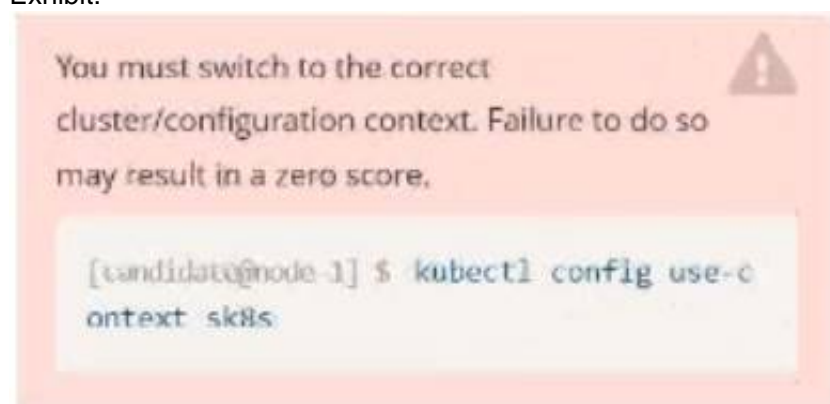 Exhibit:
You must switch to the correct
cluster/configuration context. Failure to do so
may result in a zero score.
[candidate@node-1] $ kubectl config use-c
ontext sk8s